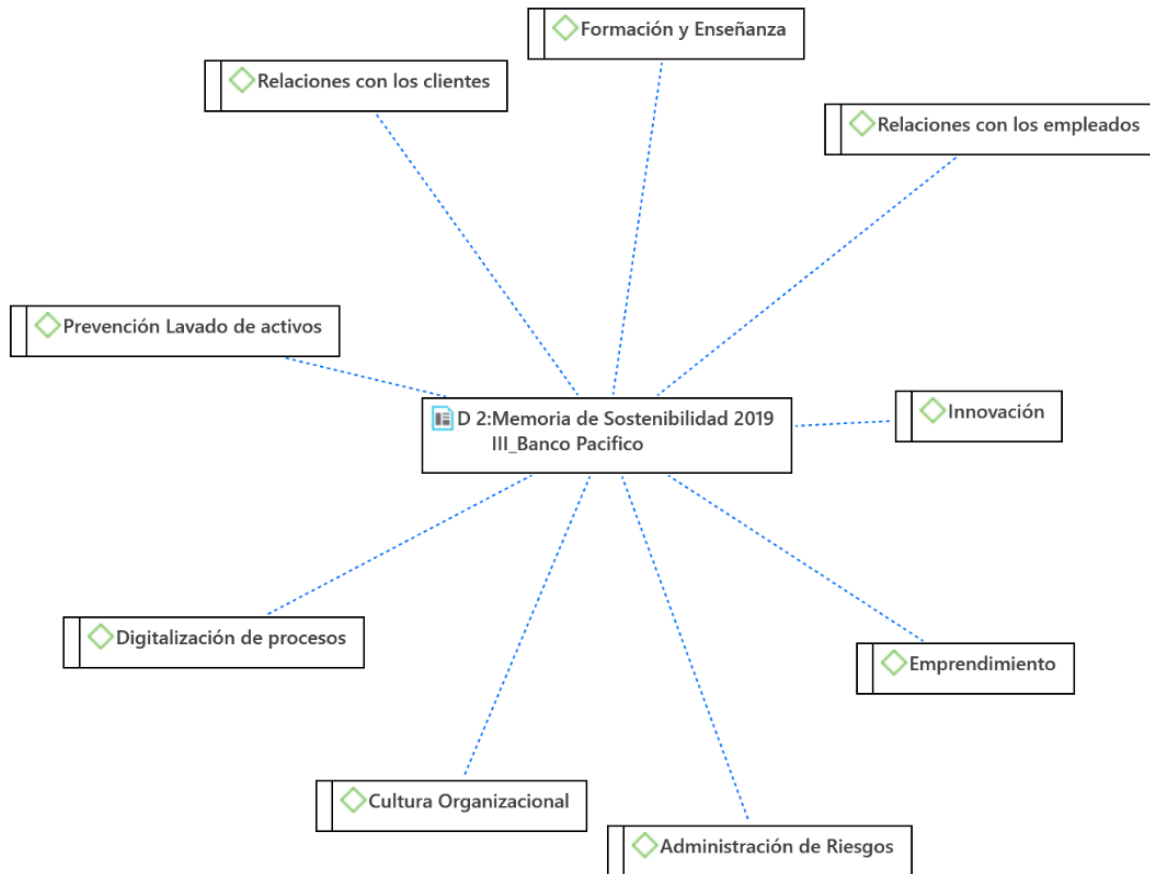 Formación y Enseñanza
Relaciones con los clientes
Relaciones con los empleados
Prevención Lavado de activos
D 2:Memoria de Sostenibilidad 2019
III_Banco Pacifico
Innovación
Digitalización de procesos
Emprendimiento
Cultura Organizacional
Administración de Riesgos